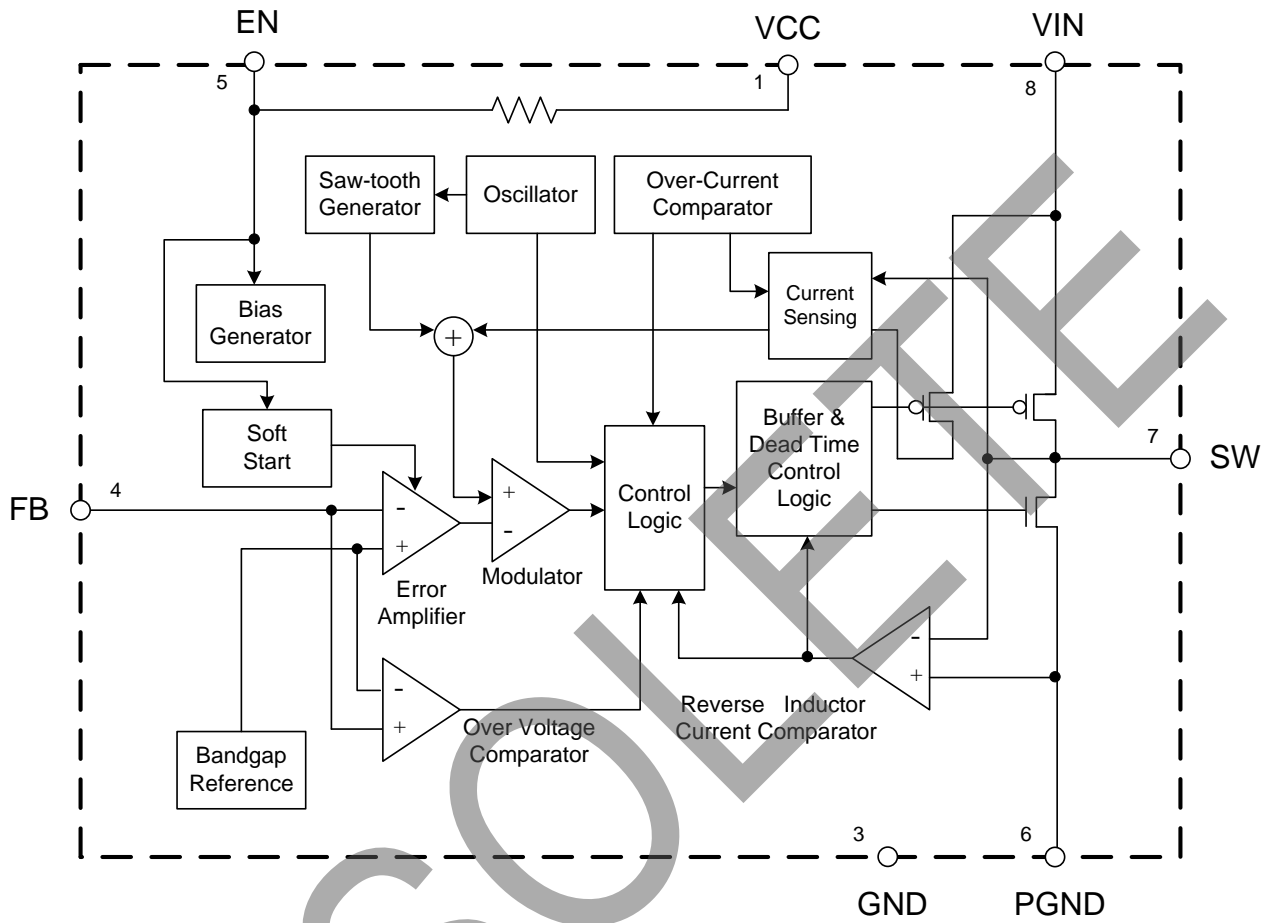 EN
VCC
VIN
5
1
8
Saw-tooth
Generator
Oscillator
Over-Current
Comparator
Bias
Generator
+
Current
Sensing
Soft
Start
Buffer &
Dead Time
Control
Logic
7
SW
FB
4
-
+
Error
Amplifier
+
-
Modulator
Control
Logic
-
+
Over Voltage
Comparator
-
+
Reverse Inductor
Current Comparator
Bandgap
Reference
3
6
GND
PGND
SOLETE